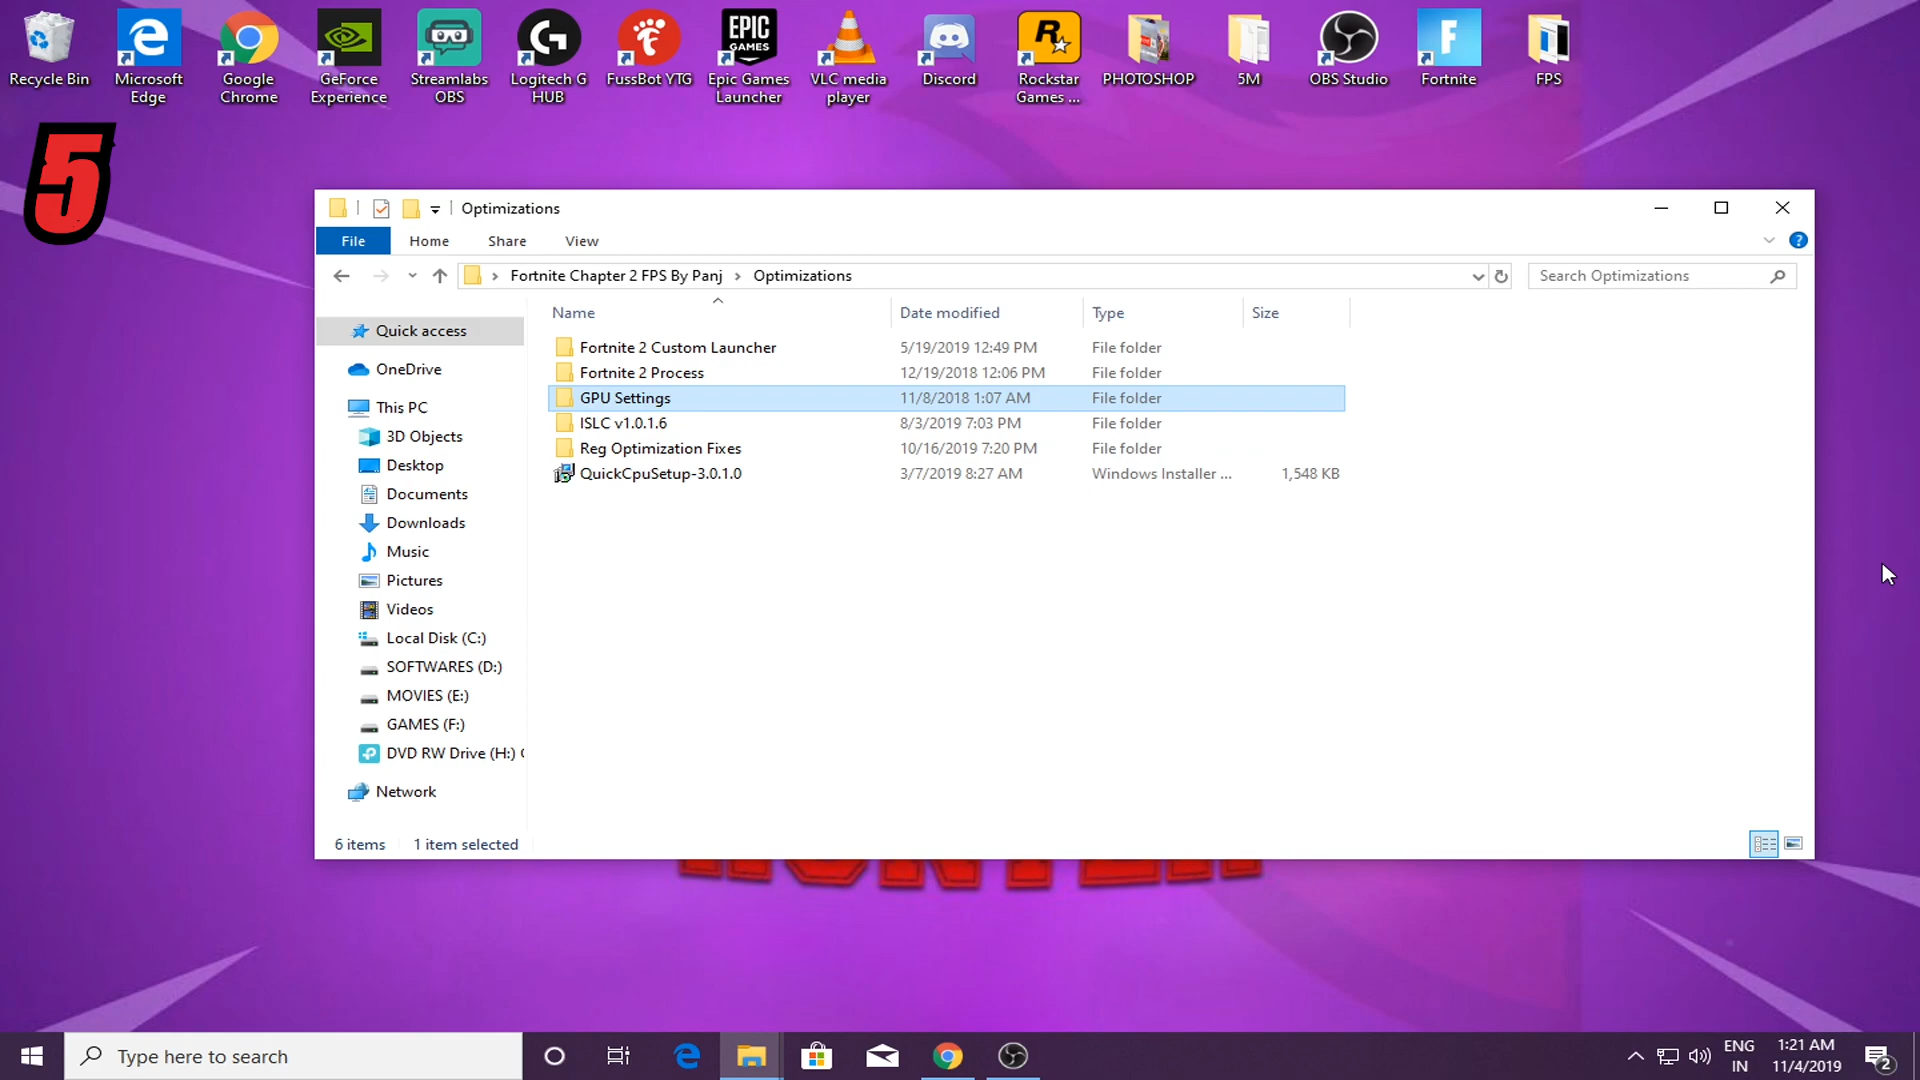 Recycle Bin
Microsoft
Edge
Google
Chrome
GeForce
Experience
Streamlabs
OBS
Logitech G
HUB
FussBot YTG
EPIC
GAMES
Epic Games
Launcher
VLC media
player
Discord
Rockstar
Games ...
PHOTOSHOP
5M
OBS Studio
Fortnite
FPS
5
Optimizations
File
Home
Share
View
Fortnite Chapter 2 FPS By Panj
Optimizations
Search Optimizations
Name
Date modified
Type
Size
Quick access
OneDrive
This PC
3D Objects
Desktop
Documents
Downloads
Music
Pictures
Videos
Local Disk (C:)
SOFTWARES (D:)
MOVIES (E:)
GAMES (F:)
DVD RW Drive (H:)
Network
Fortnite 2 Custom Launcher 5/19/2019 12:49 PM File folder
Fortnite 2 Process 12/19/2018 12:06 PM File folder
GPU Settings 11/8/2018 1:07 AM File folder
ISLC v1.0.1.6 8/3/2019 7:03 PM File folder
Reg Optimization Fixes 10/16/2019 7:20 PM File folder
QuickCpuSetup-3.0.1.0 3/7/2019 8:27 AM Windows Installer ... 1,548 KB
6 items
1 item selected
Type here to search
ENG
IN
1:21 AM
11/4/2019
2